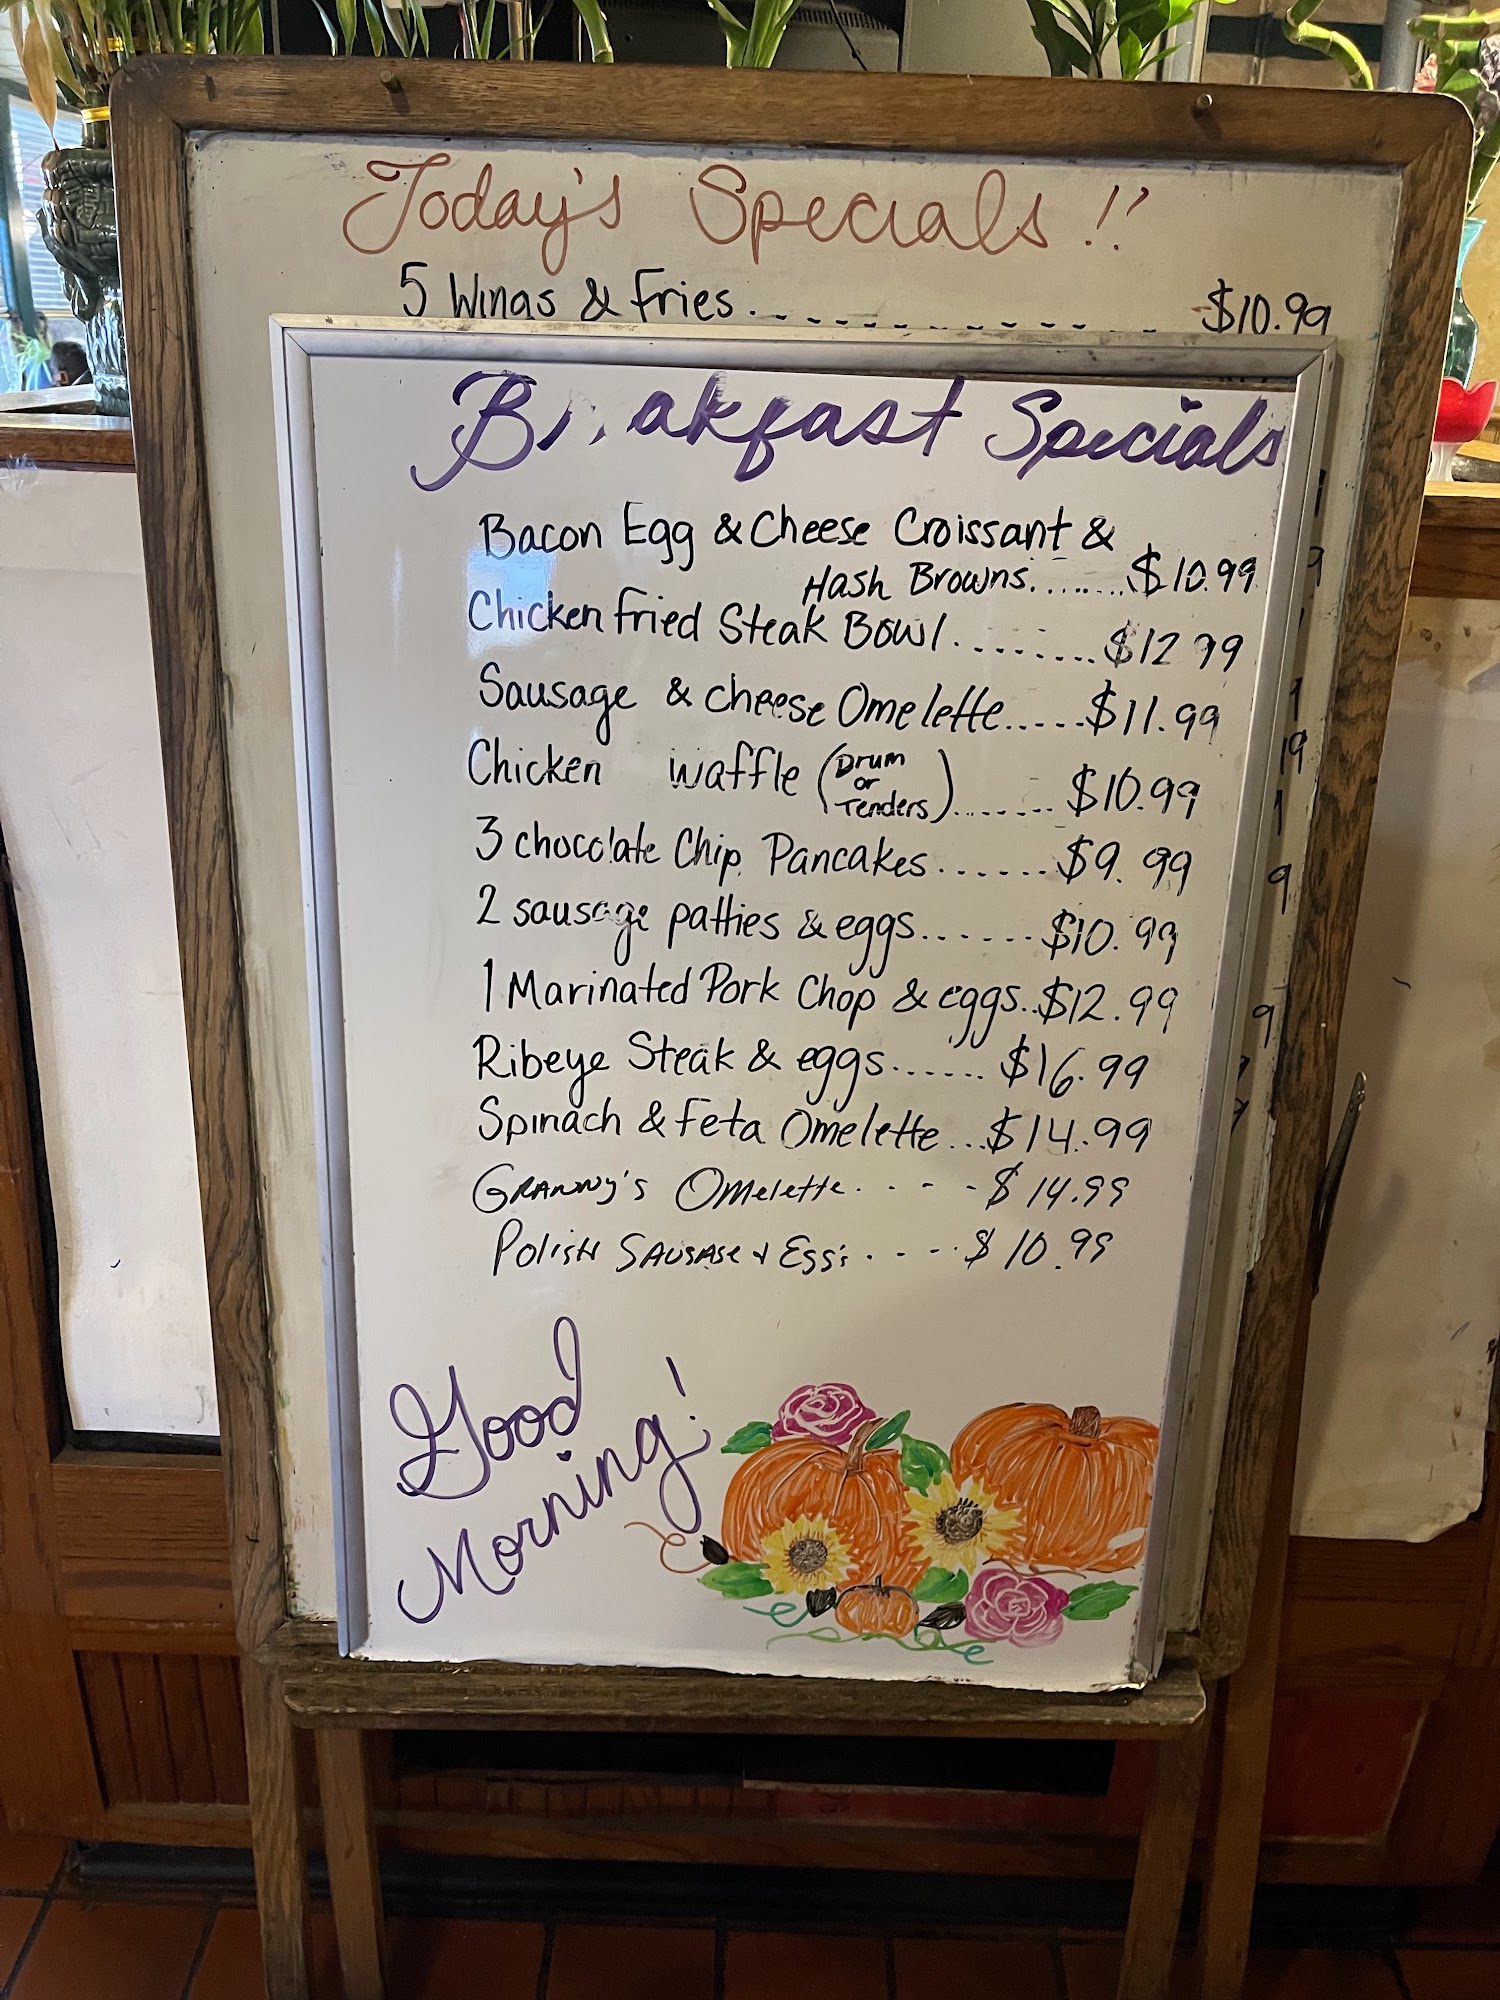 Today's Specials!!
5 Wings & Fries............ $10.99
Breakfast Specials
Bacon Egg & Cheese Croissant &
Hash Browns.......$10.99
Chicken Fried Steak Bowl........$12 99
Sausage & Cheese Omelette.....$11.99
Chicken waffle (Drum or Tenders).......$10.99
3 chocolate Chip Pancakes......$9.99
2 sausage patties & eggs......$10.99
1 Marinated Pork Chop & eggs..$12.99
Ribeye Steak & eggs......$16.99
Spinach & Feta Omelette...$14.99
Granny's Omelette....-$14.99
Polish Sausage & Egg's....$10.99
Good
Morning!